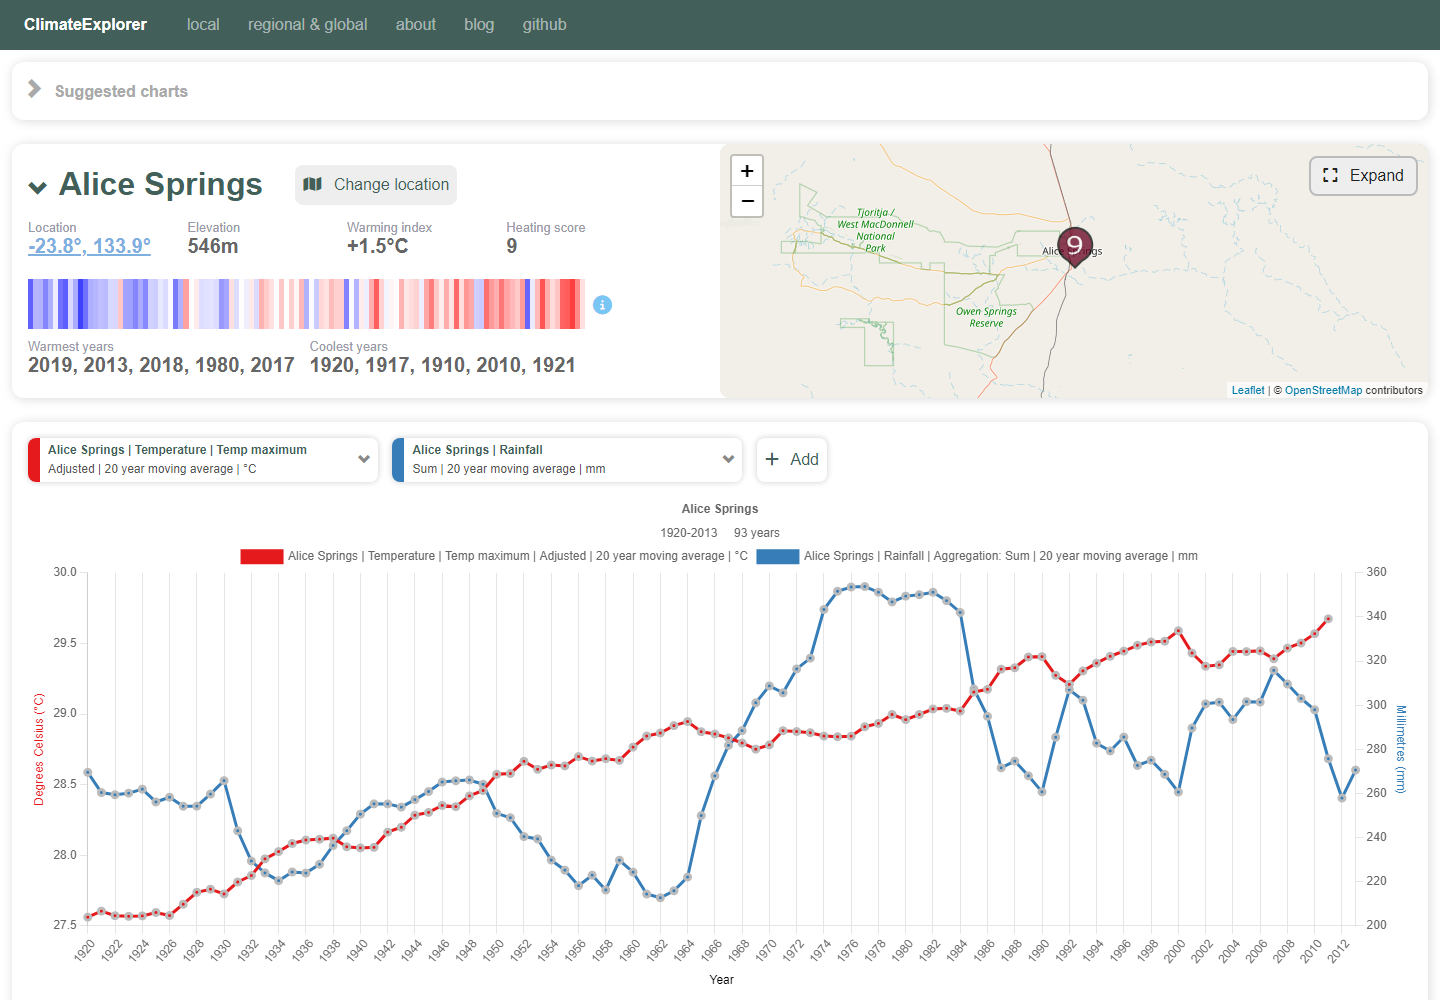 ClimateExplorer local regional & global about blog github
Suggested charts
Alice Springs Change location
Location Elevation Warming index Heating score
-23.8°, 133.9° 546m +1.5°C 9
Warmest years Coolest years
2019, 2013, 2018, 1980, 2017 1920, 1917, 1910, 2010, 1921
+
−
Expand
Tjoritja /
West MacDonnell
National
Park
9
Alice Springs
Owen Springs
Reserve
Leaflet | © OpenStreetMap contributors
Alice Springs | Temperature | Temp maximum
Adjusted | 20 year moving average | °C
Alice Springs | Rainfall
Sum | 20 year moving average | mm
+ Add
Alice Springs
1920-2013 93 years
Alice Springs | Temperature | Temp maximum | Adjusted | 20 year moving average | °C Alice Springs | Rainfall | Aggregation: Sum | 20 year moving average | mm
30.0
29.5
29.0
28.5
28.0
27.5
Degrees Celsius (°C)
360
340
320
300
280
260
240
220
200
Millimetres (mm)
1920 1922 1924 1926 1928 1930 1932 1934 1936 1938 1940 1942 1944 1946 1948 1950 1952 1954 1956 1958 1960 1962 1964 1966 1968 1970 1972 1974 1976 1978 1980 1982 1984 1986 1988 1990 1992 1994 1996 1998 2000 2002 2004 2006 2008 2010 2012
Year